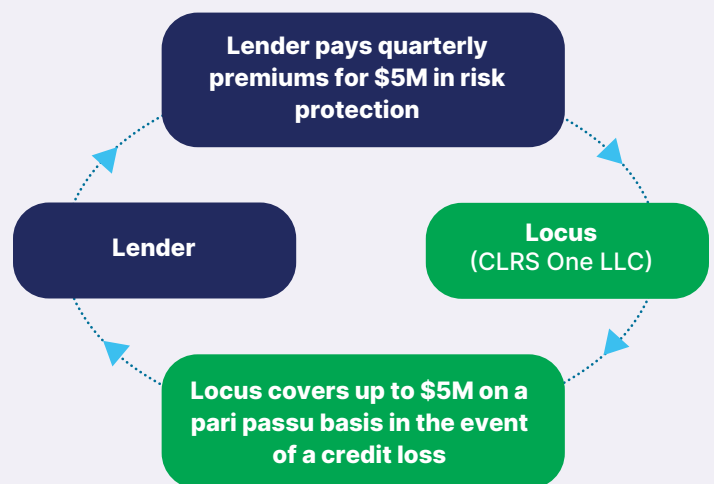 Lender pays quarterly
premiums for $5M in risk
protection
Lender
Locus
(CLRS One LLC)
Locus covers up to $5M on a
pari passu basis in the event
of a credit loss